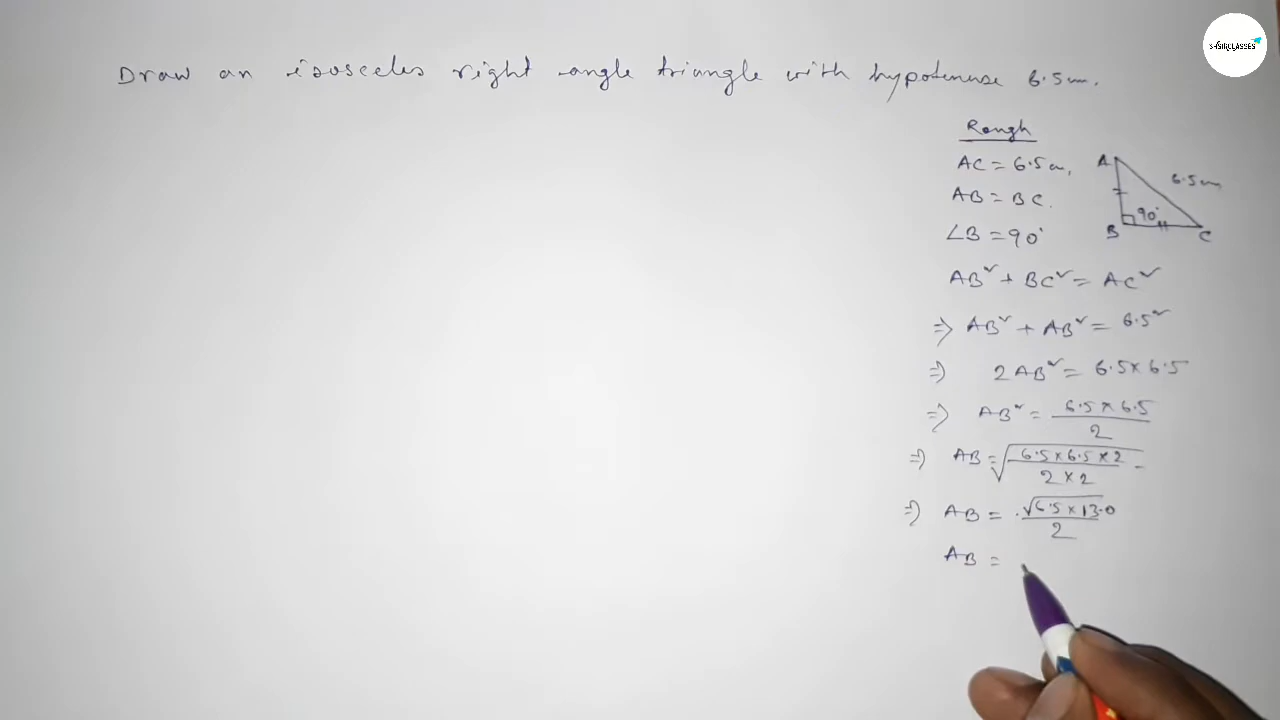 Draw an isosceles right angle triangle with hypotenuse 6.5cm.
S4SIRCLASSES
Rough
AC = 6.5cm,
AB = BC.
∠B = 90°
A
6.5cm
90°
B
C
AB² + BC² = AC²
⇒ AB² + AB² = 6.5²
⇒ 2AB² = 6.5×6.5
⇒ AB² = 6.5×6.5/2
⇒ AB = √(6.5×6.5×2/2×2)
⇒ AB = √(6.5×13.0)/2
AB =